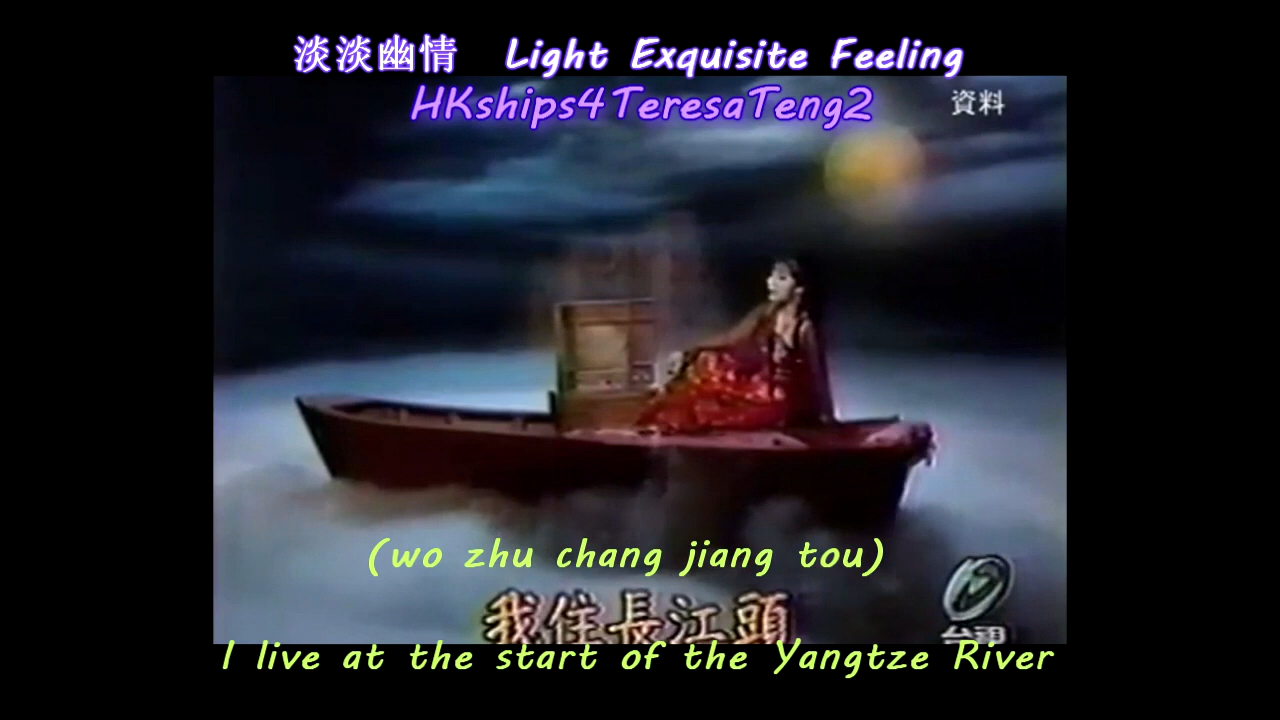 淡淡幽情 Light Exquisite Feeling
HKships4TeresaTeng2
資料
(wo zhu chang jiang tou)
我住長江頭
台視
I live at the start of the Yangtze River